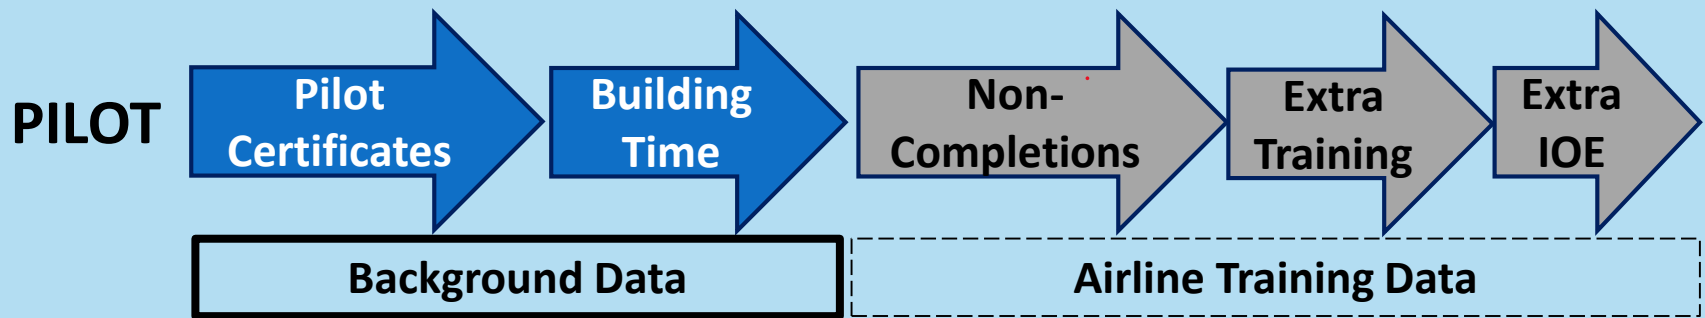 PILOT
Pilot
Certificates
Building
Time
Non-
Completions
Extra
Training
Extra
IOE
Background Data
Airline Training Data